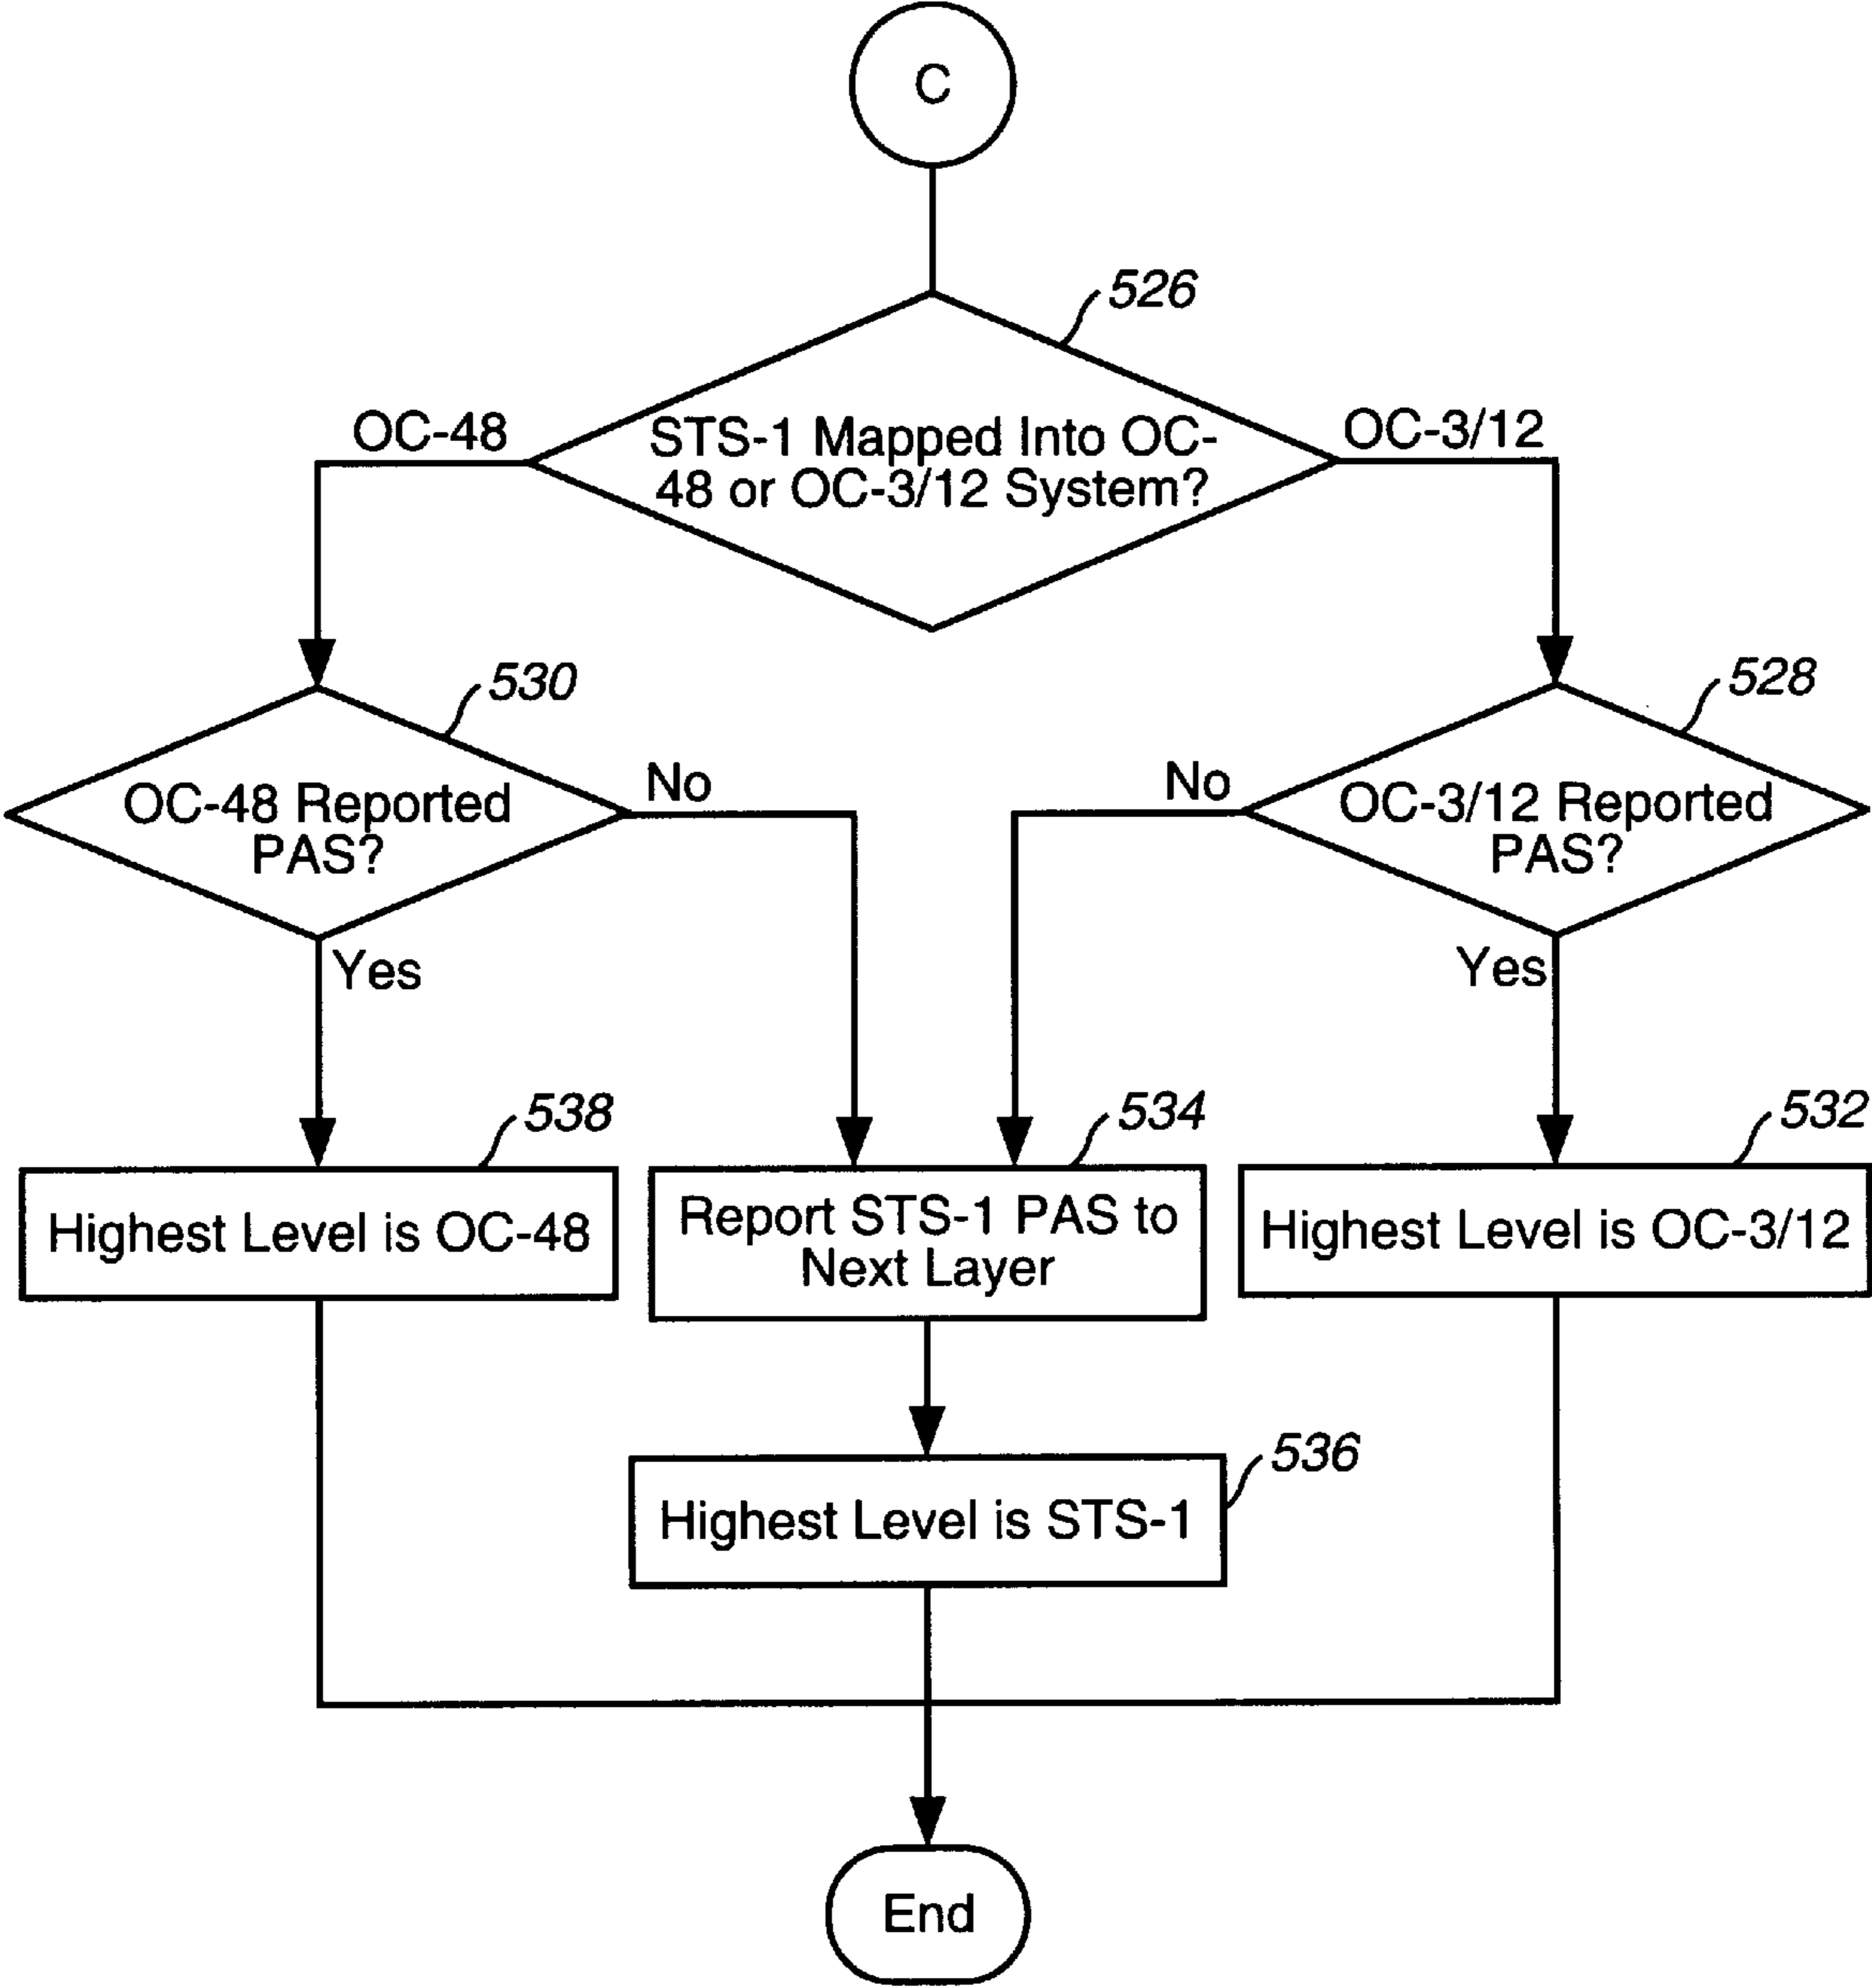 C
526
OC-48
STS-1 Mapped Into OC-
48 or OC-3/12 System?
OC-3/12
530
528
OC-48 Reported
PAS?
No
No
OC-3/12 Reported
PAS?
Yes
Yes
538
534
532
Highest Level is OC-48
Report STS-1 PAS to
Next Layer
Highest Level is OC-3/12
536
Highest Level is STS-1
End